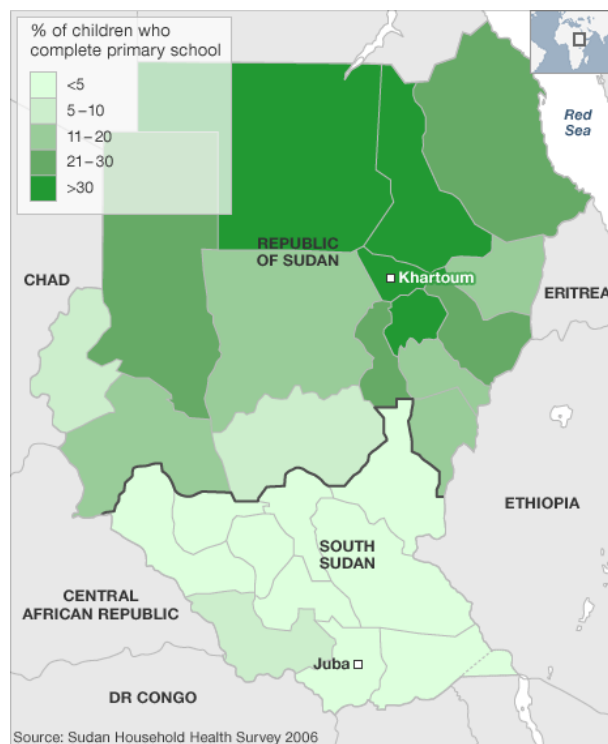 % of children who
complete primary school
<5
5–10
11–20
21–30
>30
Red
Sea
REPUBLIC
OF SUDAN
Khartoum
CHAD
ERITREA
ETHIOPIA
SOUTH
SUDAN
CENTRAL
AFRICAN REPUBLIC
Juba
DR CONGO
Source: Sudan Household Health Survey 2006